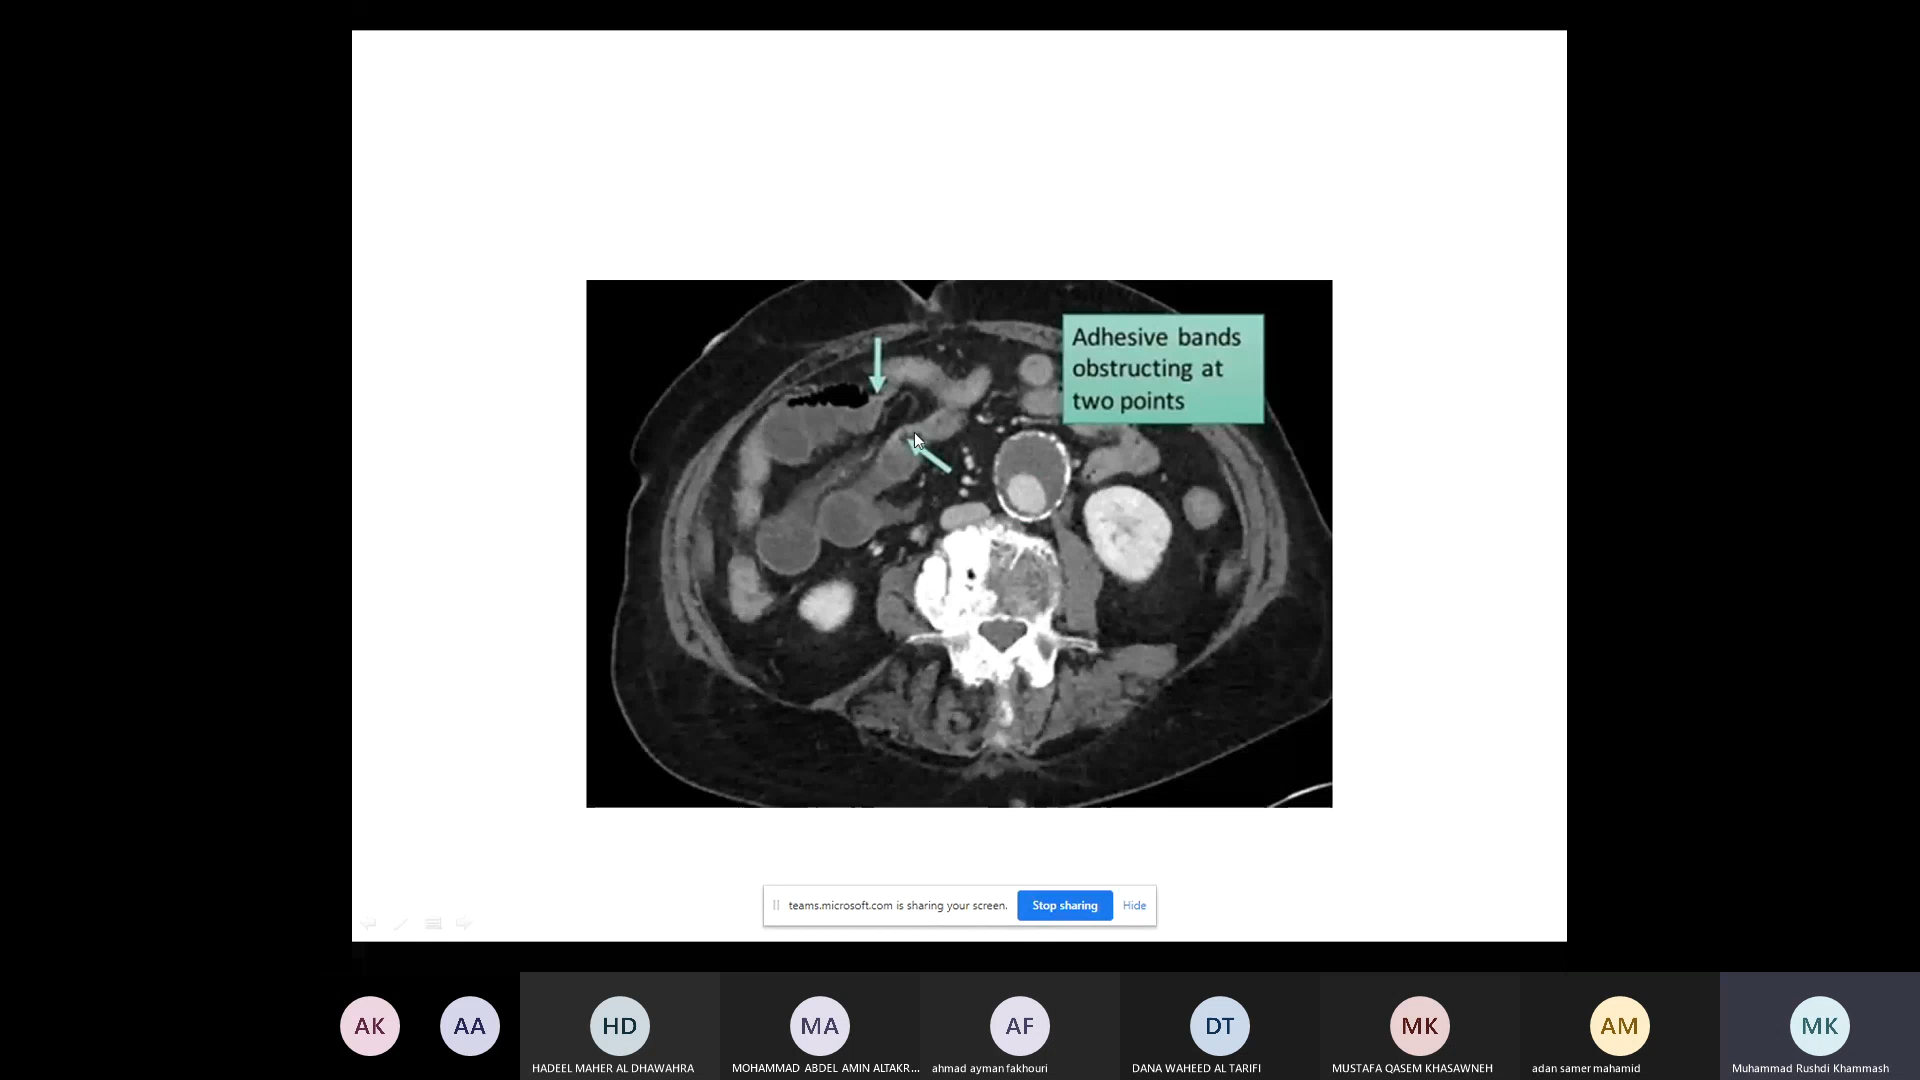 Adhesive bands
obstructing at
two points
teams.microsoft.com is sharing your screen.
Stop sharing
Hide
AK
AA
HD
MA
AF
DT
MK
AM
MK
HADEEL MAHER AL DHAWAHRA
MOHAMMAD ABDEL AMIN ALTAKR...
ahmad ayman fakhouri
DANA WAHEED AL TARIFI
MUSTAFA QASEM KHASAWNEH
adan samer mahamid
Muhammad Rushdi Khammash